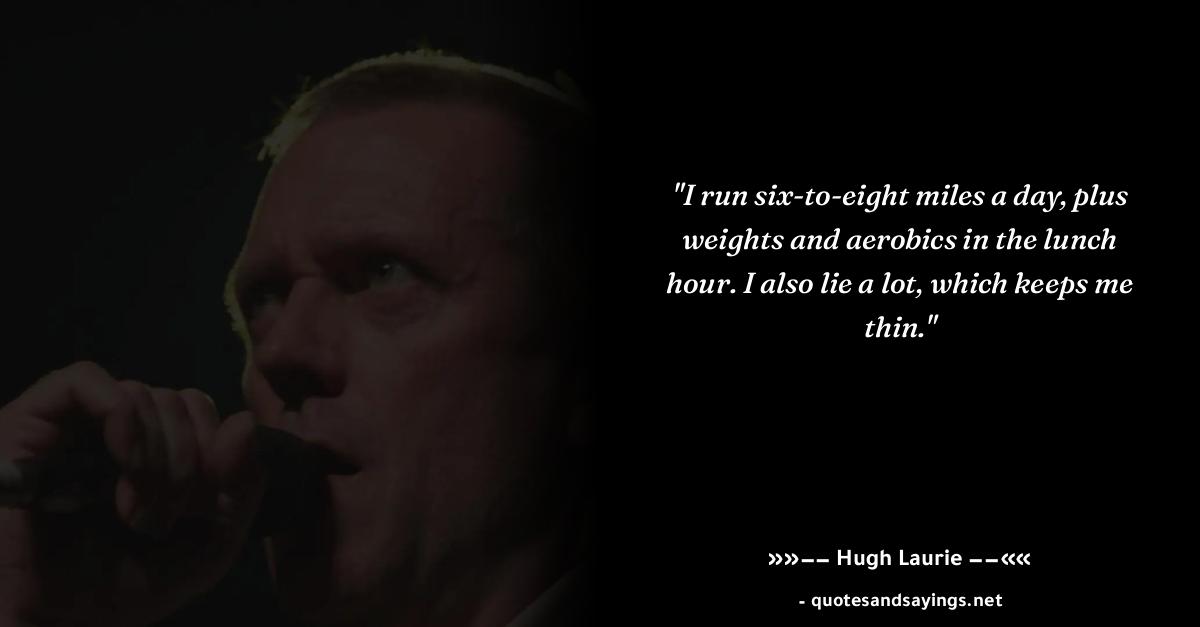 "I run six-to-eight miles a day, plus
weights and aerobics in the lunch
hour. I also lie a lot, which keeps me
thin."
»»−− Hugh Laurie −−««
- quotesandsayings.net